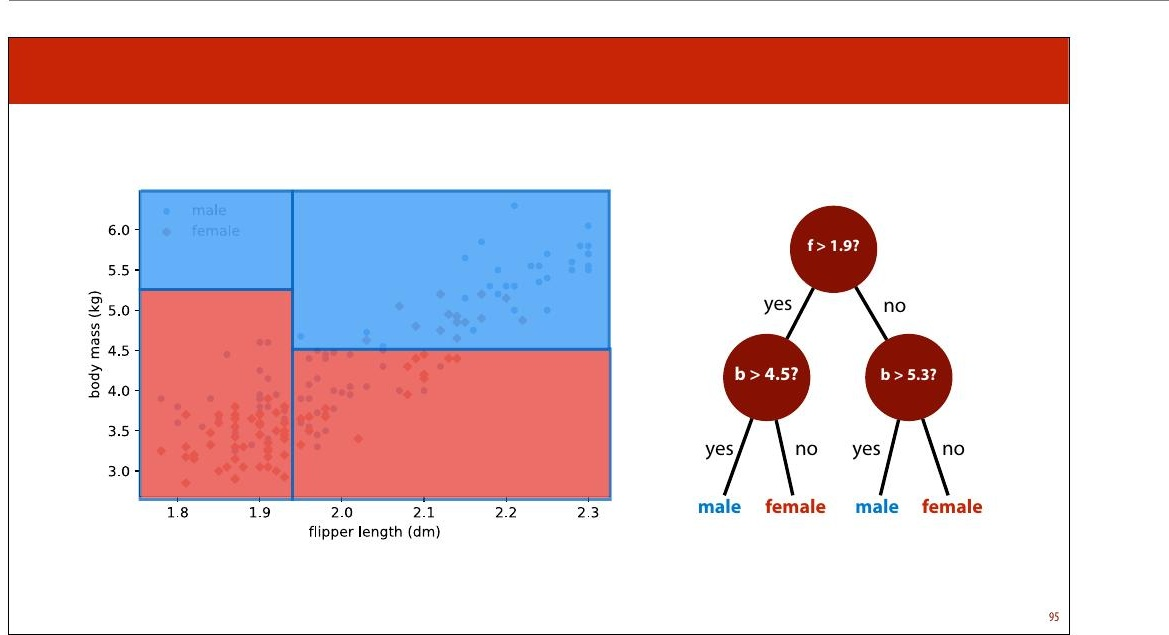 male
female
6.0
5.5
5.0
4.5
4.0
3.5
3.0
body mass (kg)
1.8 1.9 2.0 2.1 2.2 2.3
flipper length (dm)
f > 1.9?
yes no
b > 4.5? b > 5.3?
yes no yes no
male female male female
95